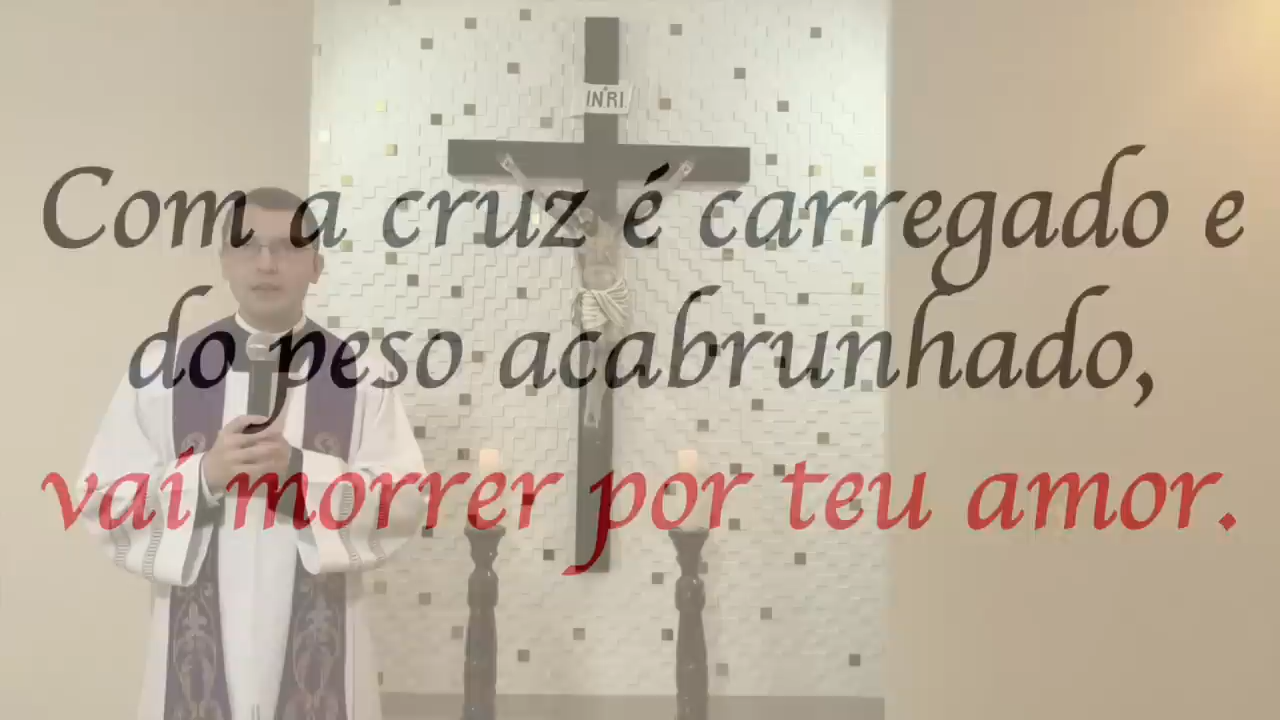 INRI
Com a cruz é carregado e
do peso acabrunhado,
vai morrer por teu amor.